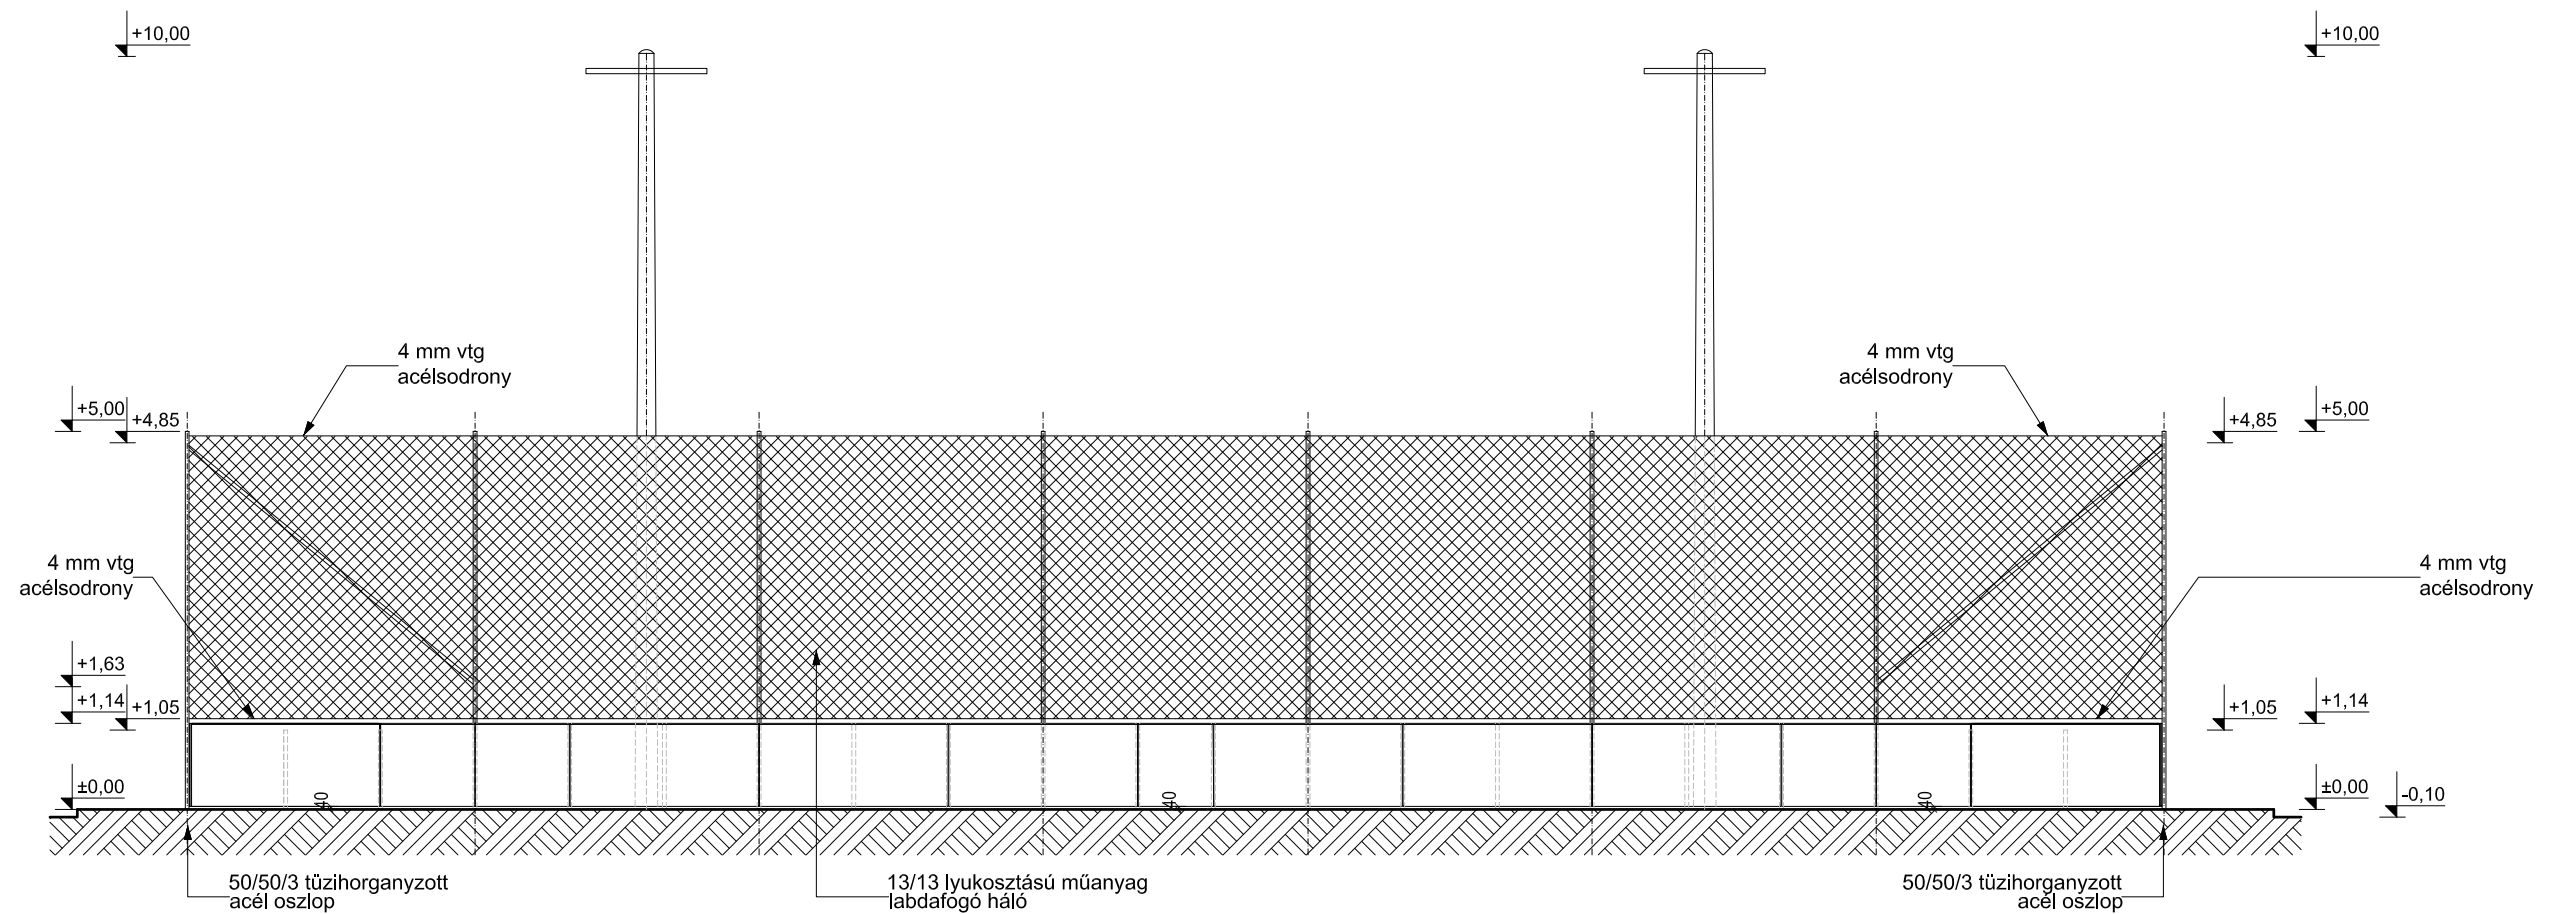 +10,00
+10,00
4 mm vtg
acélsodrony
4 mm vtg
acélsodrony
+5,00
+4,85
+4,85
+5,00
4 mm vtg
acélsodrony
4 mm vtg
acélsodrony
+1,63
+1,14
+1,05
+1,05
+1,14
±0,00
40
40
40
±0,00
-0,10
50/50/3 tüzihorganyzott
acél oszlop
13/13 lyukosztású műanyag
labdafogó háló
50/50/3 tüzihorganyzott
acél oszlop